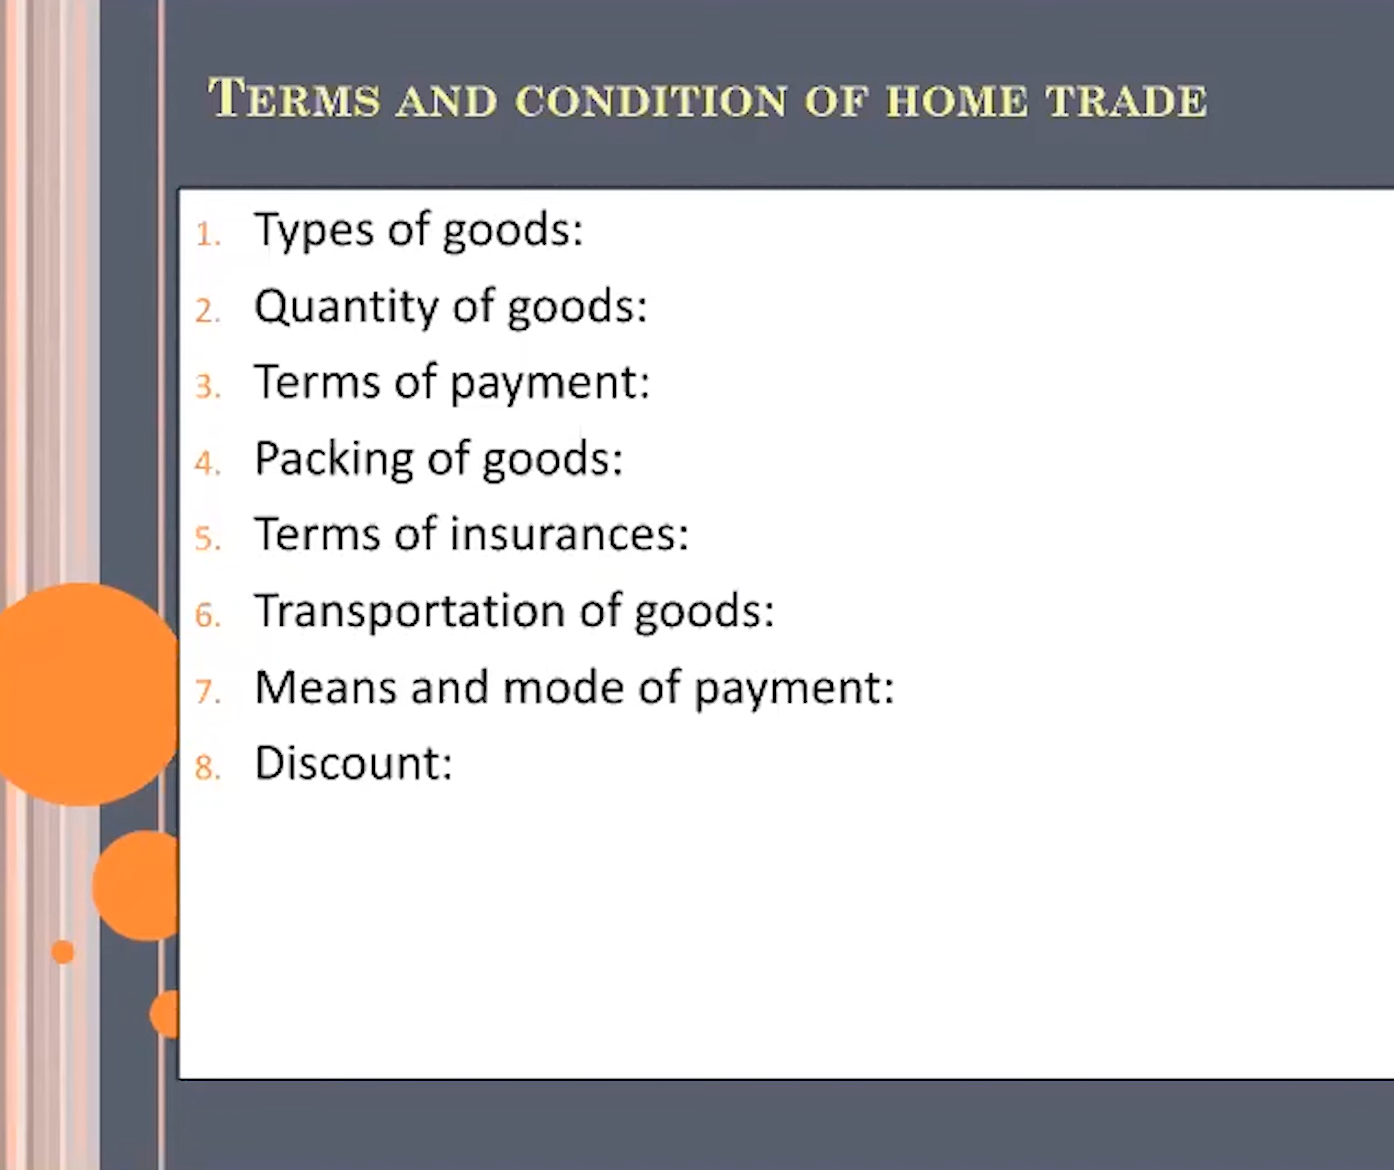 Terms and condition of home trade
1. Types of goods:
2. Quantity of goods:
3. Terms of payment:
4. Packing of goods:
5. Terms of insurances:
6. Transportation of goods:
7. Means and mode of payment:
8. Discount: